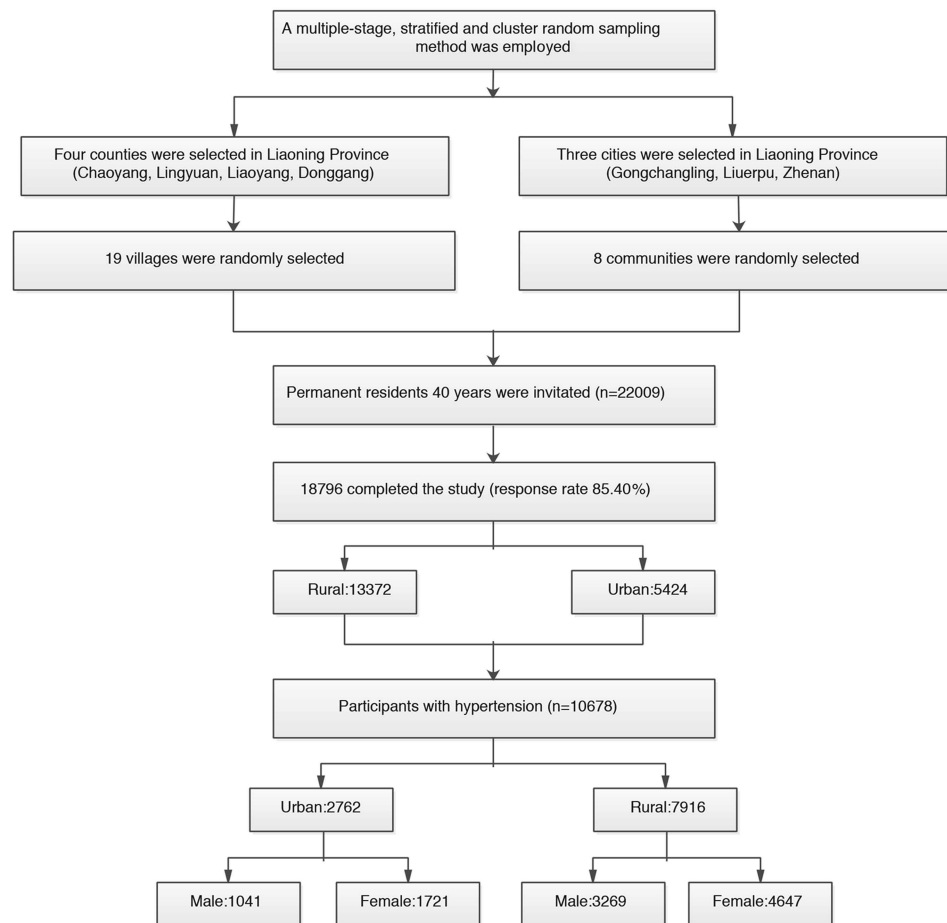 A multiple-stage, stratified and cluster random sampling
method was employed
Four counties were selected in Liaoning Province
(Chaoyang, Lingyuan, Liaoyang, Donggang)
Three cities were selected in Liaoning Province
(Gongchangling, Liuerpu, Zhenan)
19 villages were randomly selected
8 communities were randomly selected
Permanent residents 40 years were invitated (n=22009)
18796 completed the study (response rate 85.40%)
Rural:13372
Urban:5424
Participants with hypertension (n=10678)
Urban:2762
Rural:7916
Male:1041
Female:1721
Male:3269
Female:4647